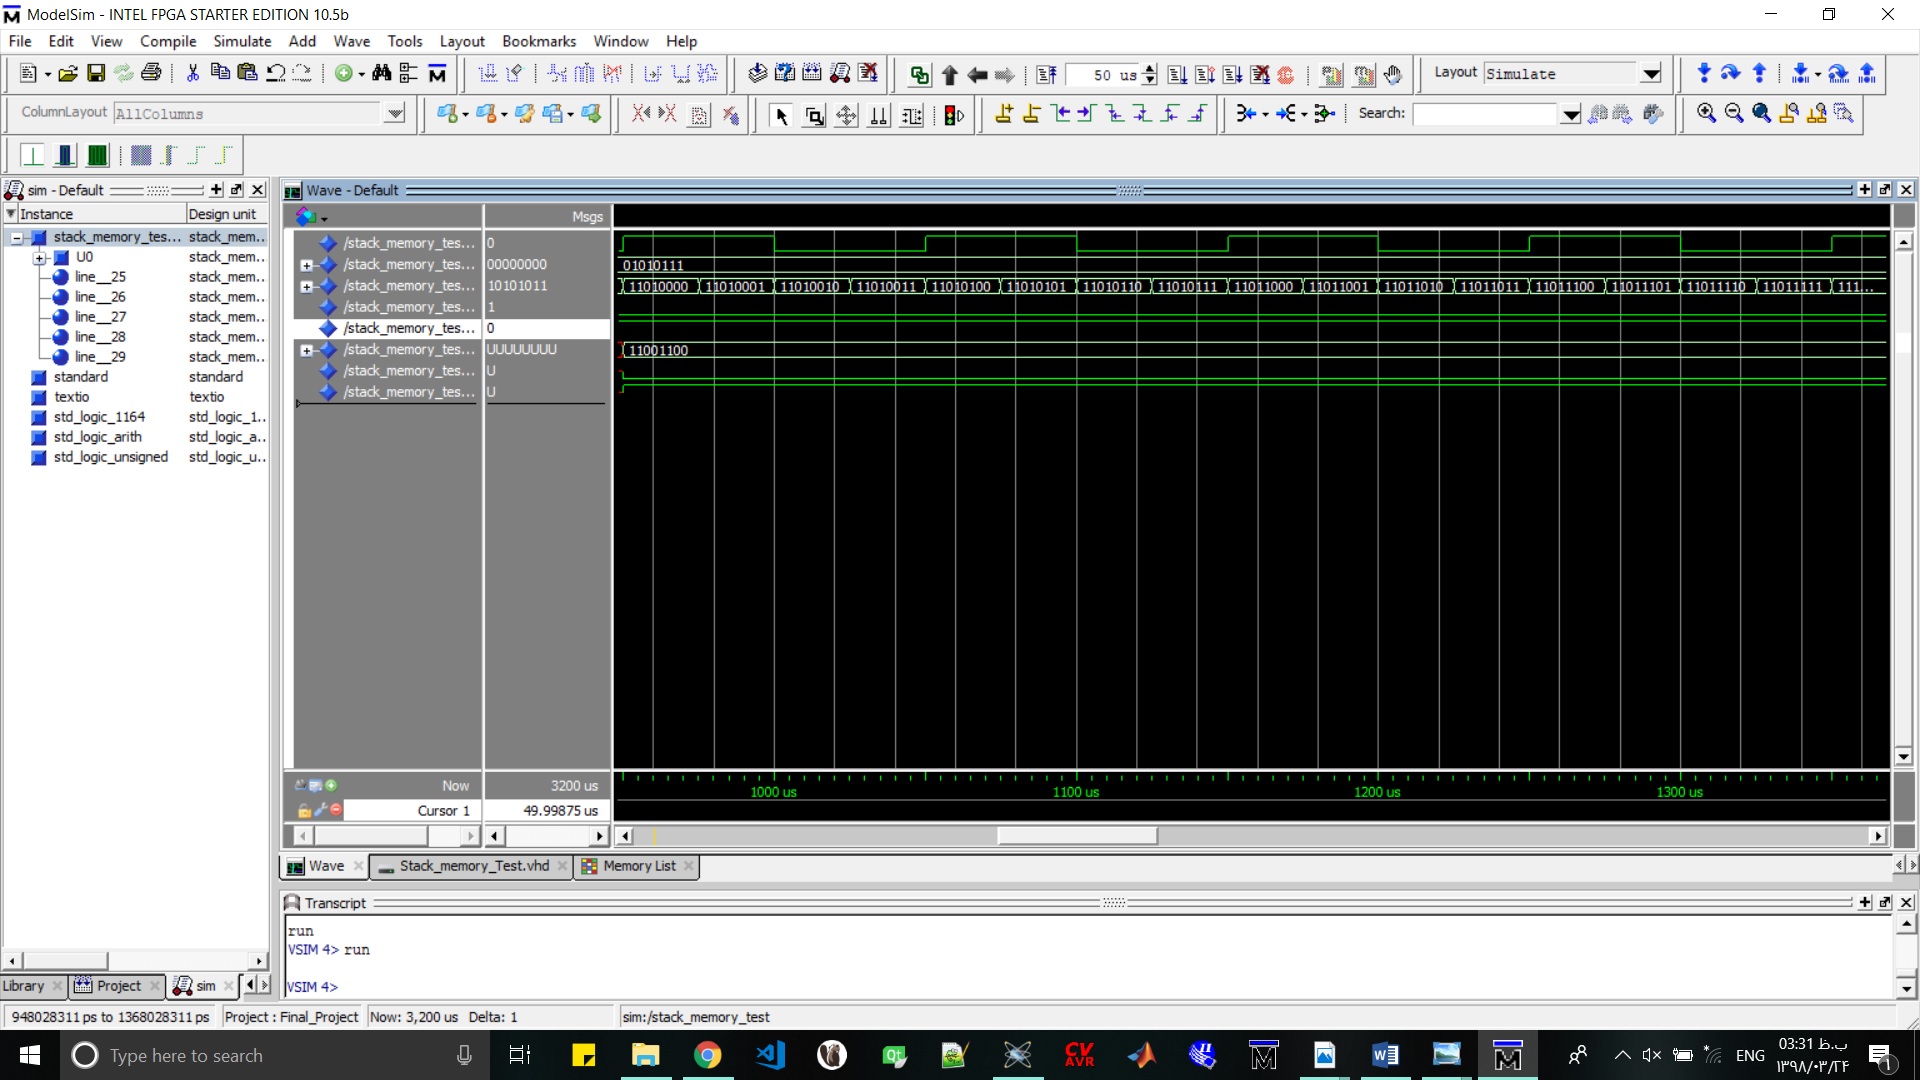 ModelSim - INTEL FPGA STARTER EDITION 10.5b
File Edit View Compile Simulate Add Wave Tools Layout Bookmarks Window Help
50 us
Layout Simulate
ColumnLayout AllColumns
Search:
sim - Default
Wave - Default
Instance Design unit
Msgs
stack_memory_tes... stack_mem..
U0 stack_mem..
line__25 stack_mem..
line__26 stack_mem..
line__27 stack_mem..
line__28 stack_mem..
line__29 stack_mem..
standard standard
textio textio
std_logic_1164 std_logic_1..
std_logic_arith std_logic_a..
std_logic_unsigned std_logic_u..
/stack_memory_tes... 0
/stack_memory_tes... 00000000 01010111
/stack_memory_tes... 10101011 11010000 11010001 11010010 11010011 11010100 11010101 11010110 11010111 11011000 11011001 11011010 11011011 11011100 11011101 11011110 11011111 111...
/stack_memory_tes... 1
/stack_memory_tes... 0
/stack_memory_tes... UUUUUUUU 11001100
/stack_memory_tes... U
/stack_memory_tes... U
Now 3200 us
1000 us 1100 us 1200 us 1300 us
Cursor 1 49.99875 us
Wave Stack_memory_Test.vhd Memory List
Transcript
run
VSIM 4> run
VSIM 4>
Library Project sim
948028311 ps to 1368028311 ps Project : Final_Project Now: 3,200 us Delta: 1 sim:/stack_memory_test
Type here to search
CV
AVR
Qt
ENG
03:31 ب.ظ
۱۳۹۸/۰۳/۲۴
1